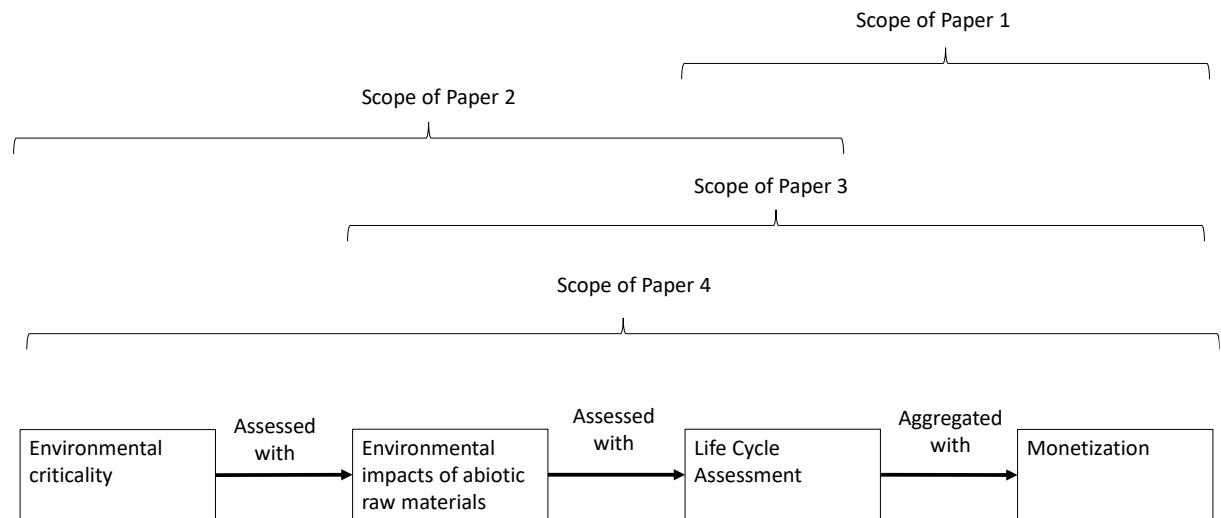 Scope of Paper 1
Scope of Paper 2
Scope of Paper 3
Scope of Paper 4
Environmental
criticality
Assessed
with
Environmental
impacts of abiotic
raw materials
Assessed
with
Life Cycle
Assessment
Aggregated
with
Monetization